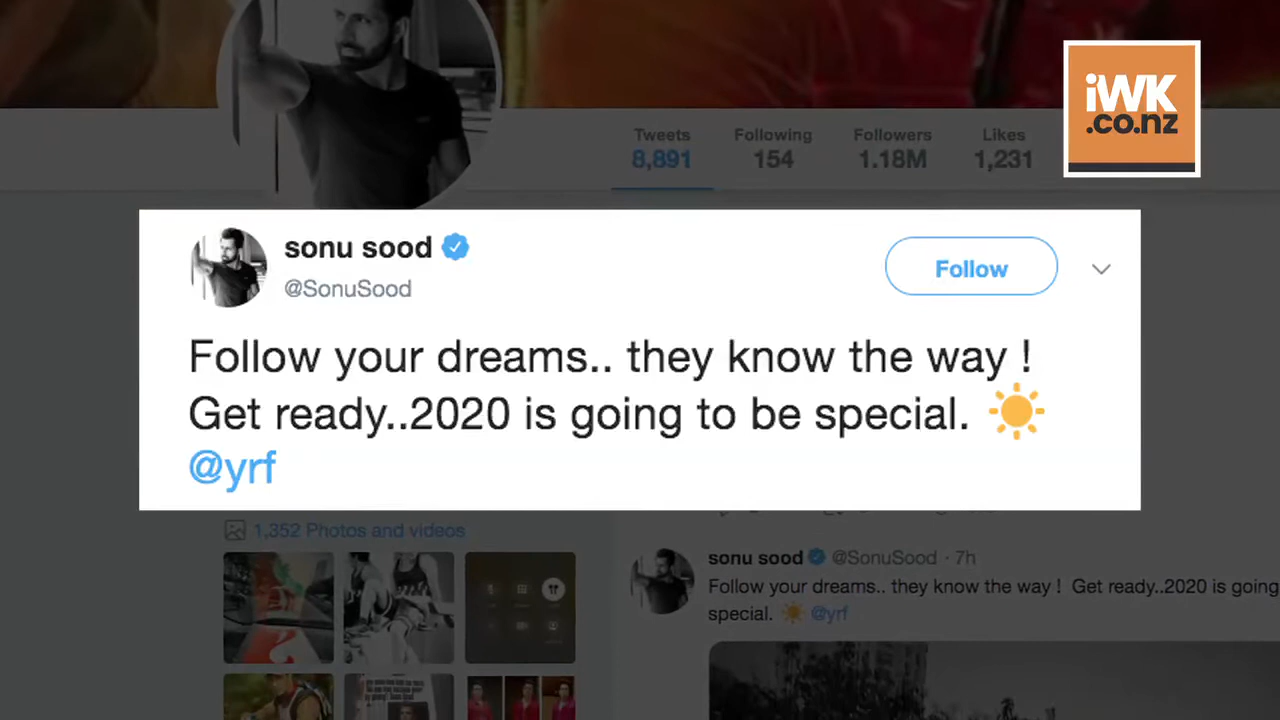 iWK
.co.nz
Tweets Following Followers Likes
8,891 154 1.18M 1,231
sonu sood
@SonuSood
Follow
Follow your dreams.. they know the way !
Get ready..2020 is going to be special. ☀
@yrf
1,352 Photos and videos
sonu sood @SonuSood · 7h
Follow your dreams.. they know the way ! Get ready..2020 is going
special. ☀ @yrf